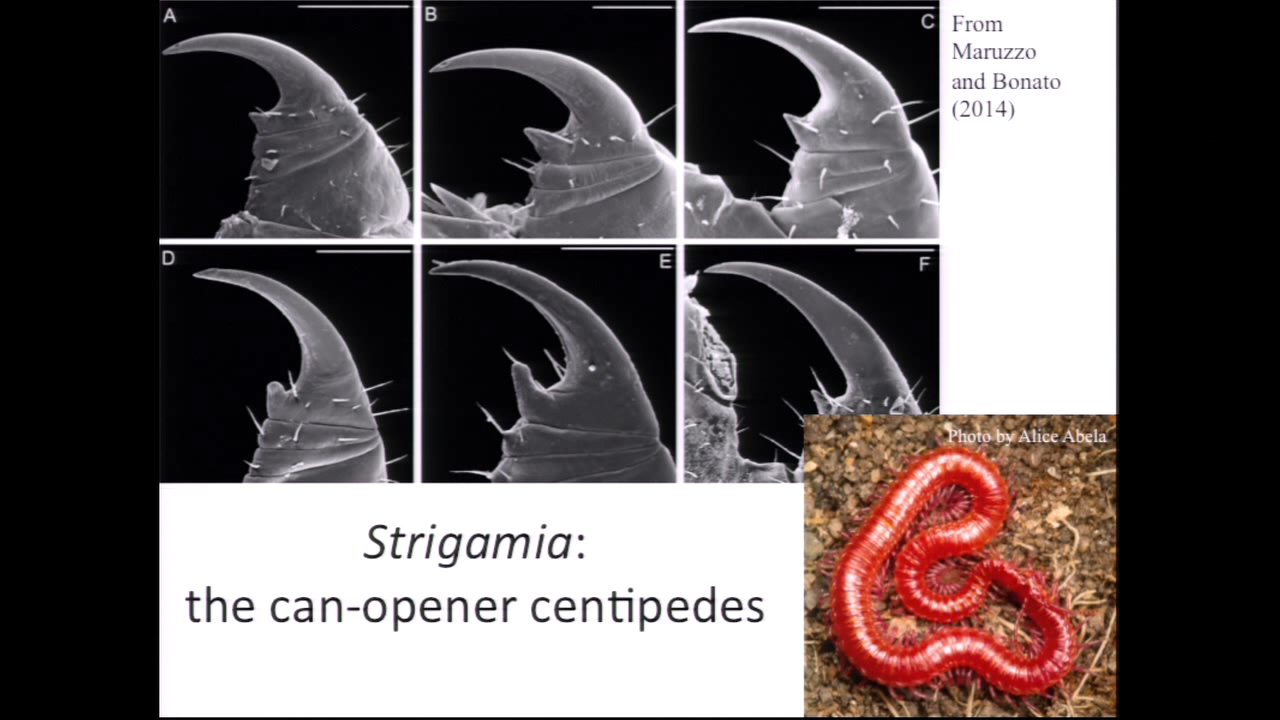 A
B
C
From
Maruzzo
and Bonato
(2014)
D
E
F
Photo by Alice Abela
Strigamia:
the can-opener centipedes